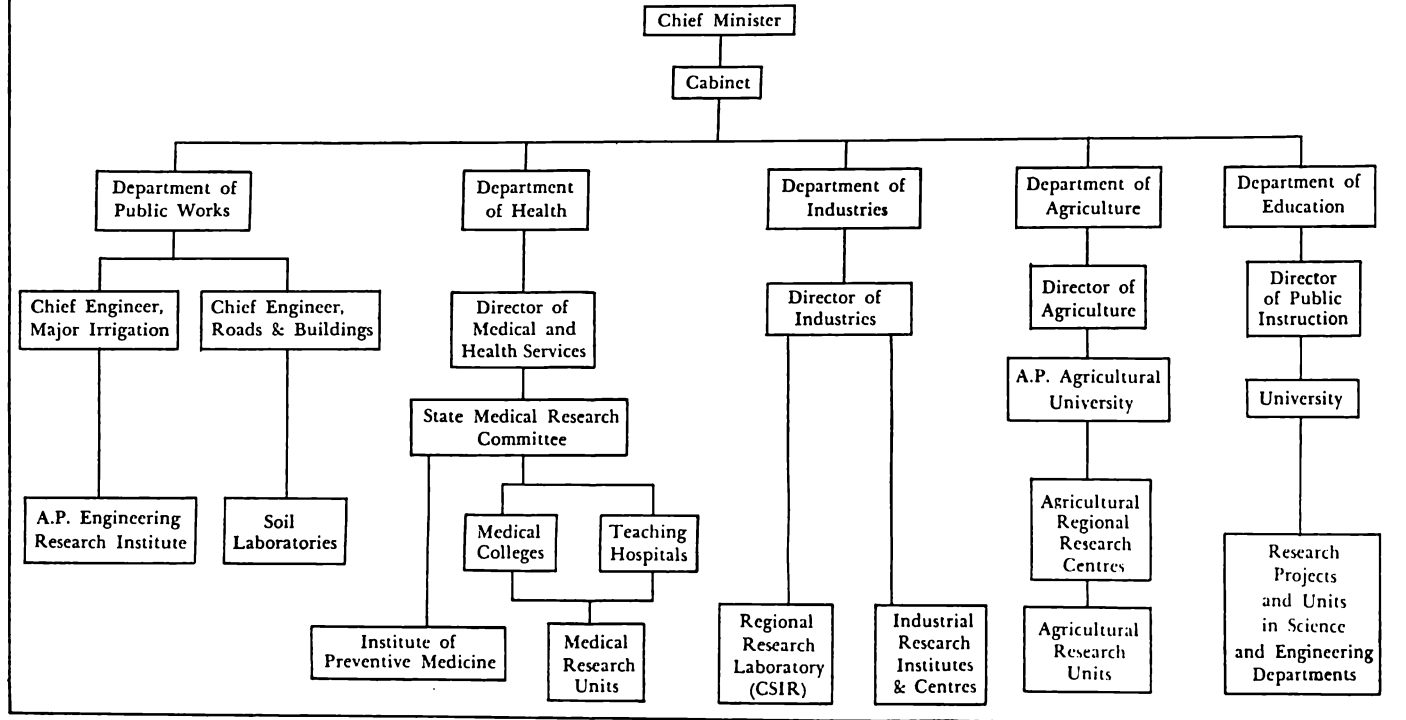 Chief Minister
Cabinet
Department of
Public Works
Department
of Health
Department of
Industries
Department of
Agriculture
Department of
Education
Chief Engineer,
Major Irrigation
Chief Engineer,
Roads & Buildings
Director of
Medical and
Health Services
Director of
Industries
Director of
Agriculture
Director
of Public
Instruction
A.P. Agricultural
University
University
State Medical Research
Committee
A.P. Engineering
Research Institute
Soil
Laboratories
Medical
Colleges
Teaching
Hospitals
Agricultural
Regional
Research
Centres
Institute of
Preventive Medicine
Medical
Research
Units
Regional
Research
Laboratory
(CSIR)
Industrial
Research
Institutes
& Centres
Agricultural
Research
Units
Research
Projects
and Units
in Science
and Engineering
Departments